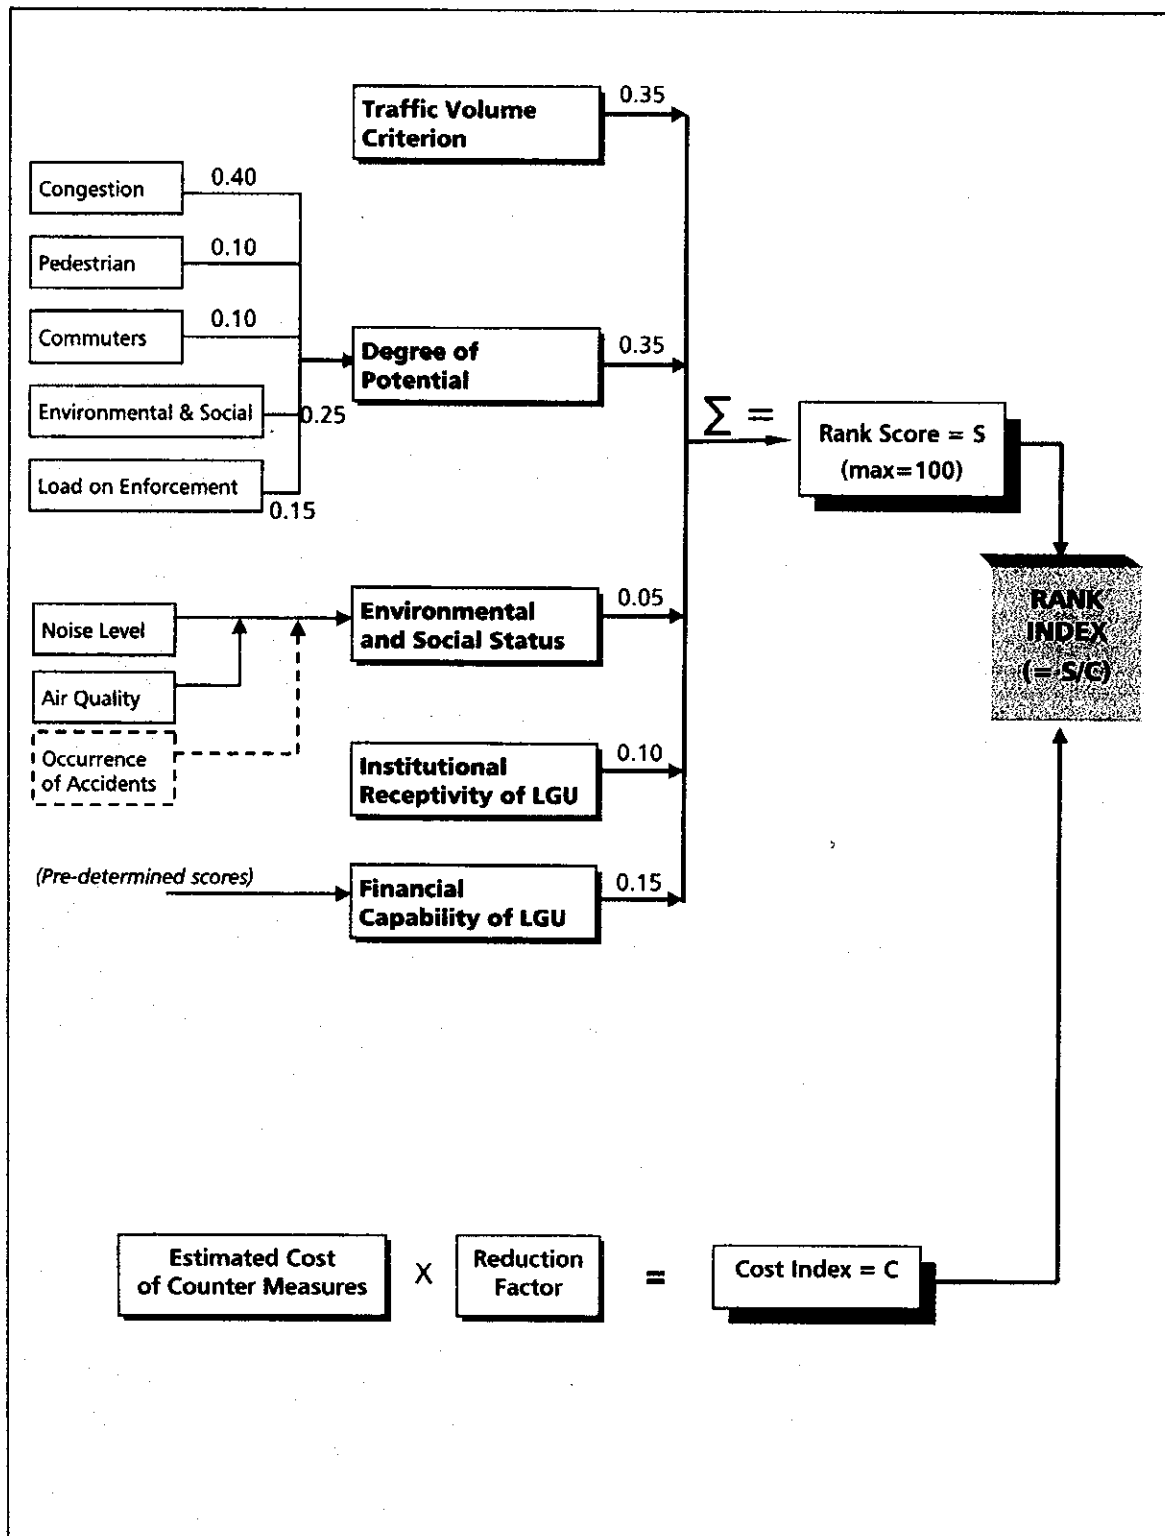 Traffic Volume
Criterion
0.35
Congestion
0.40
Pedestrian
0.10
Commuters
0.10
Environmental & Social
0.25
Load on Enforcement
0.15
Degree of
Potential
0.35
Σ =
Rank Score = S
(max=100)
Noise Level
Air Quality
Occurrence
of Accidents
Environmental
and Social Status
0.05
RANK
INDEX
(= S/C)
Institutional
Receptivity of LGU
0.10
(Pre-determined scores)
Financial
Capability of LGU
0.15
Estimated Cost
of Counter Measures
X
Reduction
Factor
=
Cost Index = C